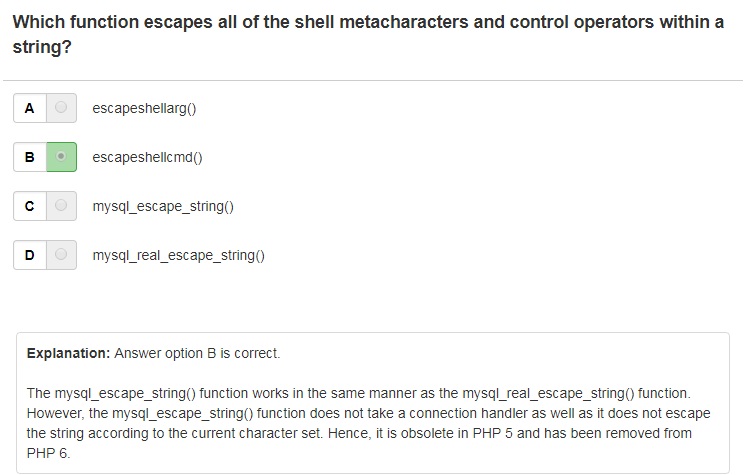 Which function escapes all of the shell metacharacters and control operators within a
string?
A escapeshellarg()
B escapeshellcmd()
C mysql_escape_string()
D mysql_real_escape_string()
Explanation: Answer option B is correct.
The mysql_escape_string() function works in the same manner as the mysql_real_escape_string() function.
However, the mysql_escape_string() function does not take a connection handler as well as it does not escape
the string according to the current character set. Hence, it is obsolete in PHP 5 and has been removed from
PHP 6.